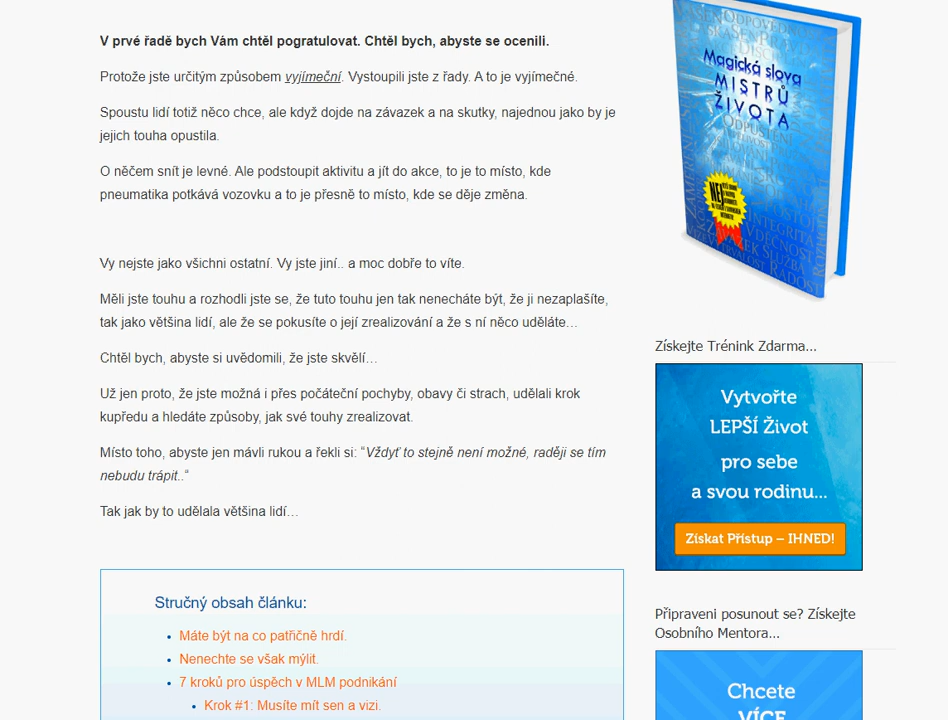 V prvé řadě bych Vám chtěl pogratulovat. Chtěl bych, abyste se ocenili.
Protože jste určitým způsobem vyjímeční. Vystoupili jste z řady. A to je vyjímečné.
Spoustu lidí totiž něco chce, ale když dojde na závazek a na skutky, najednou jako by je
jejich touha opustila.
O něčem snít je levné. Ale podstoupit aktivitu a jít do akce, to je to místo, kde
pneumatika potkává vozovku a to je přesně to místo, kde se děje změna.
Vy nejste jako všichni ostatní. Vy jste jiní.. a moc dobře to víte.
Měli jste touhu a rozhodli jste se, že tuto touhu jen tak nenecháte být, že ji nezaplašíte,
tak jako většina lidí, ale že se pokusíte o její zrealizování a že s ní něco uděláte…
Chtěl bych, abyste si uvědomili, že jste skvělí…
Už jen proto, že jste možná i přes počáteční pochyby, obavy či strach, udělali krok
kupředu a hledáte způsoby, jak své touhy zrealizovat.
Místo toho, abyste jen mávli rukou a řekli si: “Vždyť to stejně není možné, raději se tím
nebudu trápit..“
Tak jak by to udělala většina lidí…
Stručný obsah článku:
• Máte být na co patřičně hrdí.
• Nenechte se však mýlit.
• 7 kroků pro úspěch v MLM podnikání
• Krok #1: Musíte mít sen a vizi.
Magická slova
MISTRŮ
ŽIVOTA
ODPUŠTĚNÍ
INTEGRITA
VDĚČNOST
SLUŽBA
RADOST
Získejte Trénink Zdarma...
Vytvořte
LEPŠÍ Život
pro sebe
a svou rodinu...
Získat Přístup – IHNED!
Připraveni posunout se? Získejte
Osobního Mentora...
Chcete
VÍCE